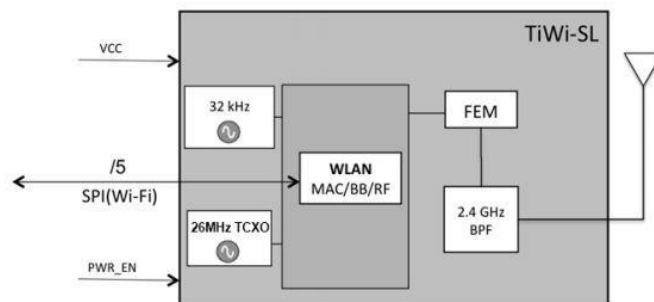 TiWi-SL
VCC
32 kHz
FEM
/5
SPI(Wi-Fi)
WLAN
MAC/BB/RF
2.4 GHz
BPF
26MHz TCXO
PWR_EN